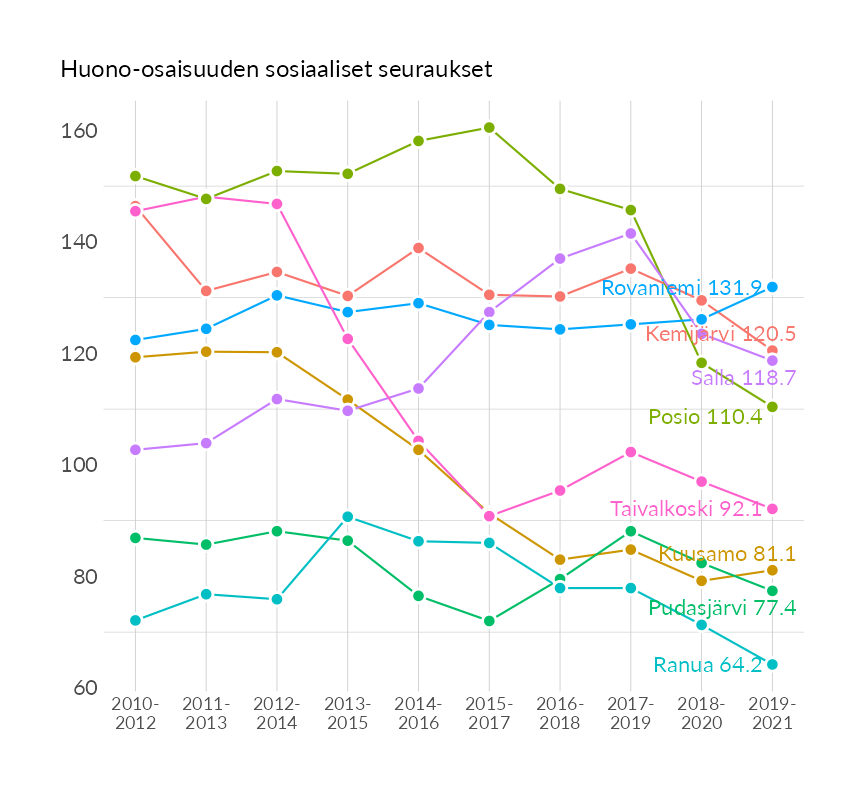 Huono-osaisuuden sosiaaliset seuraukset
160
140
120
100
80
60
Rovaniemi 131.9
Kemijärvi 120.5
Salla 118.7
Posio 110.4
Taivalkoski 92.1
Kuusamo 81.1
Pudasjärvi 77.4
Ranua 64.2
2010-
2012
2011-
2013
2012-
2014
2013-
2015
2014-
2016
2015-
2017
2016-
2018
2017-
2019
2018-
2020
2019-
2021